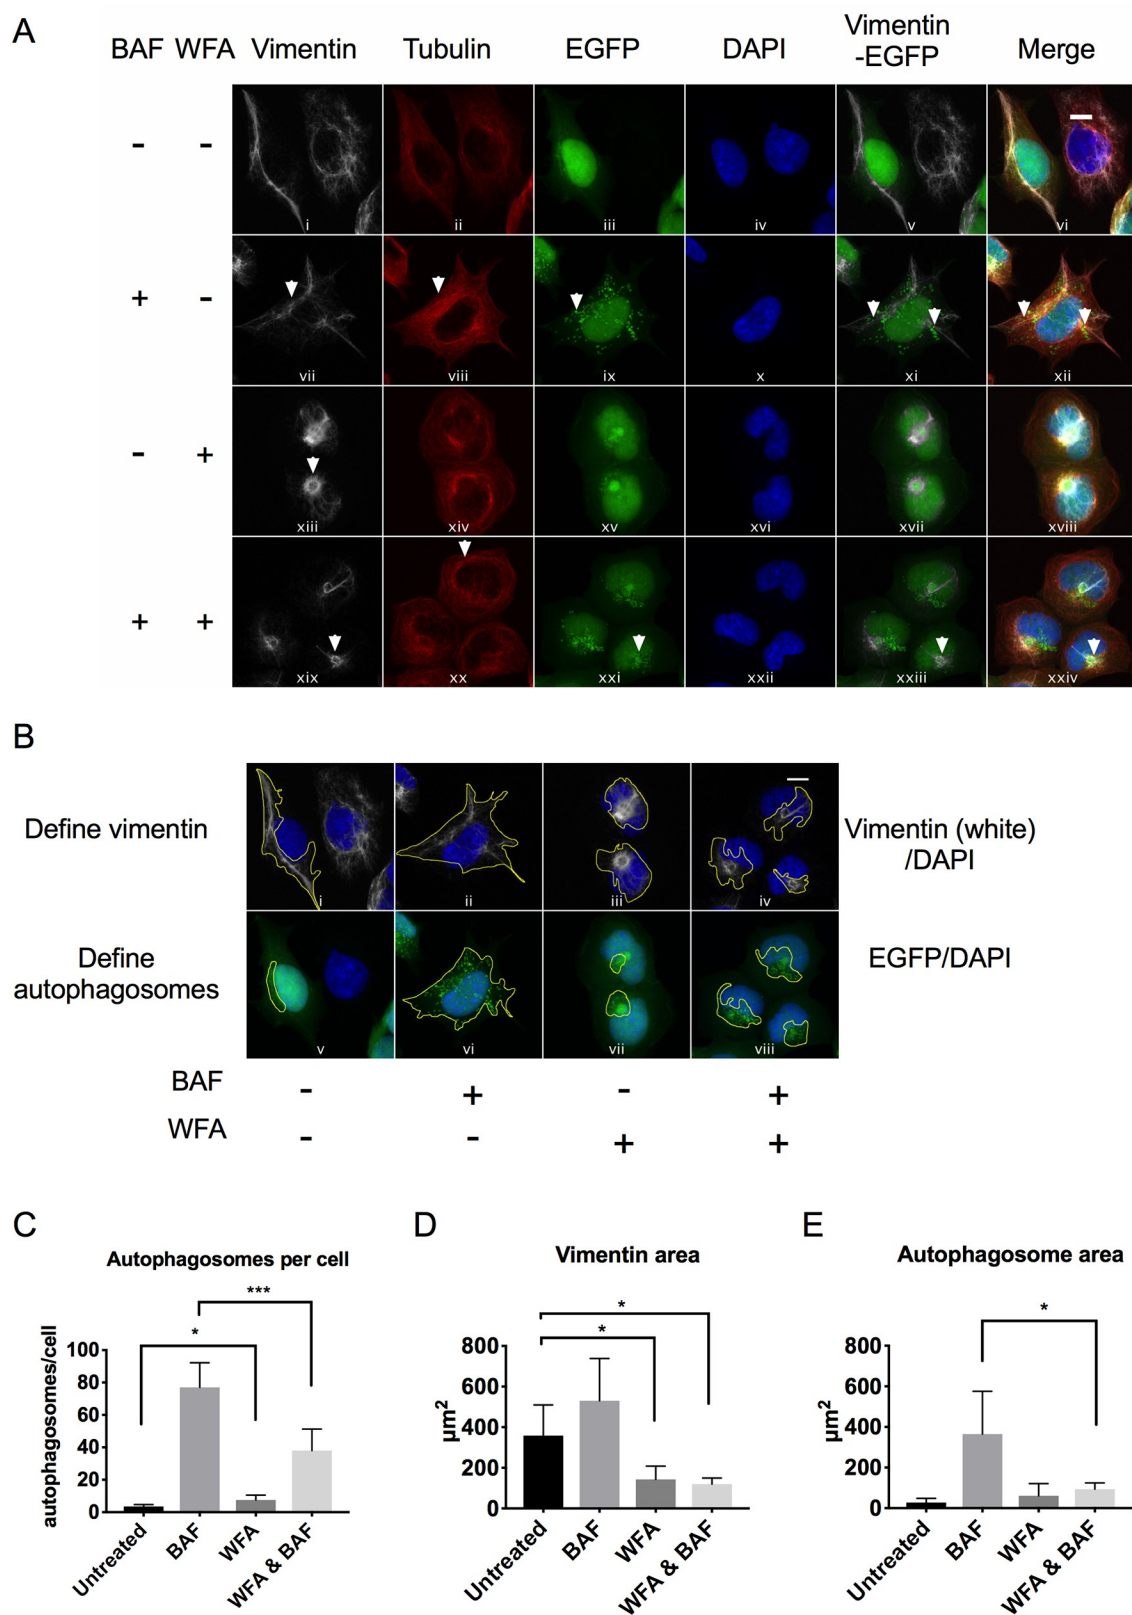 A
BAF WFA Vimentin Tubulin EGFP DAPI Vimentin
-EGFP Merge
- -
i ii iii iv v vi
+ -
vii viii ix x xi xii
- +
xiii xiv xv xvi xvii xviii
+ +
xix xx xxi xxii xxiii xxiv
B
Define vimentin
i ii iii iv
Vimentin (white)
/DAPI
Define
autophagosomes
v vi vii viii
EGFP/DAPI
BAF - + - +
WFA - - + +
C
Autophagosomes per cell
***
*
autophagosomes/cell
100
80
60
40
20
0
Untreated
BAF
WFA
WFA & BAF
D
Vimentin area
*
*
µm2
800
600
400
200
0
Untreated
BAF
WFA
WFA & BAF
E
Autophagosome area
*
µm2
800
600
400
200
0
Untreated
BAF
WFA
WFA & BAF